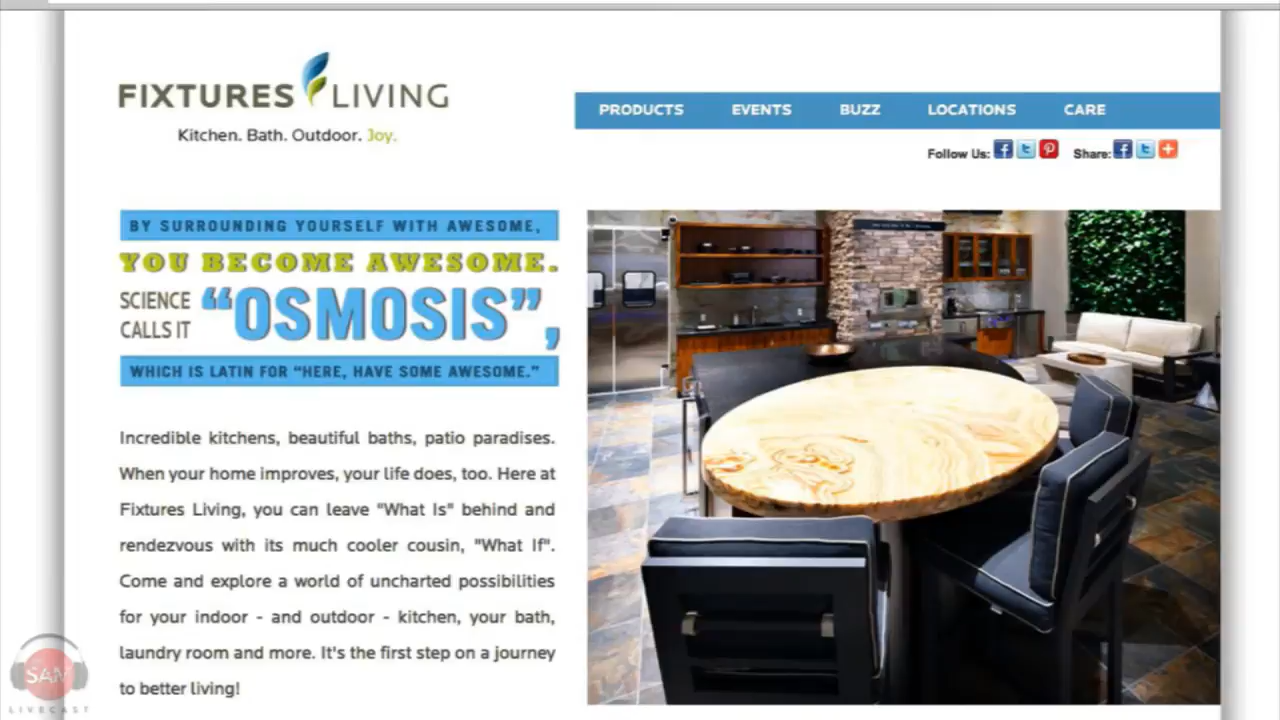 FIXTURES LIVING
Kitchen. Bath. Outdoor. Joy.
PRODUCTS EVENTS BUZZ LOCATIONS CARE
Follow Us: Share:
BY SURROUNDING YOURSELF WITH AWESOME,
YOU BECOME AWESOME.
SCIENCE CALLS IT “OSMOSIS”,
WHICH IS LATIN FOR “HERE, HAVE SOME AWESOME.”
Incredible kitchens, beautiful baths, patio paradises.
When your home improves, your life does, too. Here at
Fixtures Living, you can leave "What Is" behind and
rendezvous with its much cooler cousin, "What If".
Come and explore a world of uncharted possibilities
for your indoor - and outdoor - kitchen, your bath,
laundry room and more. It's the first step on a journey
to better living!
SAM
LIVECAST